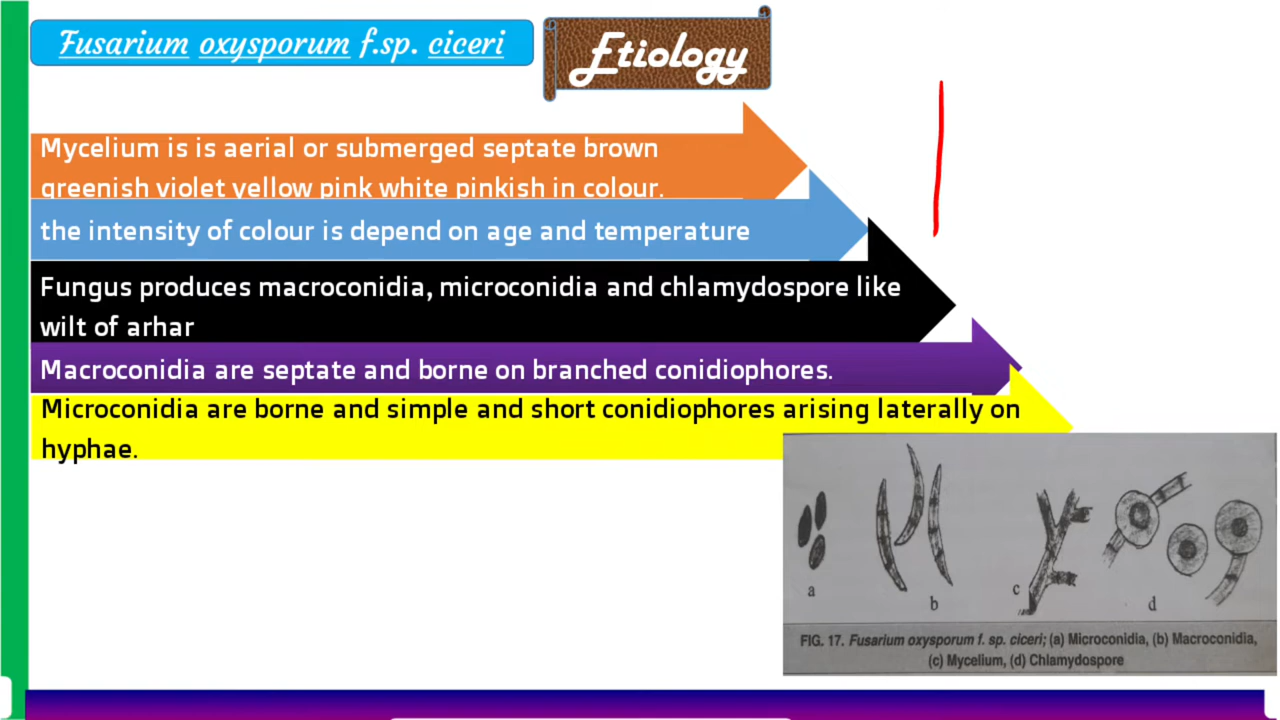 Fusarium oxysporum f.sp. ciceri
Etiology
Mycelium is is aerial or submerged septate brown
greenish violet yellow pink white pinkish in colour.
the intensity of colour is depend on age and temperature
Fungus produces macroconidia, microconidia and chlamydospore like
wilt of arhar
Macroconidia are septate and borne on branched conidiophores.
Microconidia are borne and simple and short conidiophores arising laterally on
hyphae.
a
b
c
d
FIG. 17. Fusarium oxysporum f. sp. ciceri; (a) Microconidia, (b) Macroconidia,
(c) Mycelium, (d) Chlamydospore